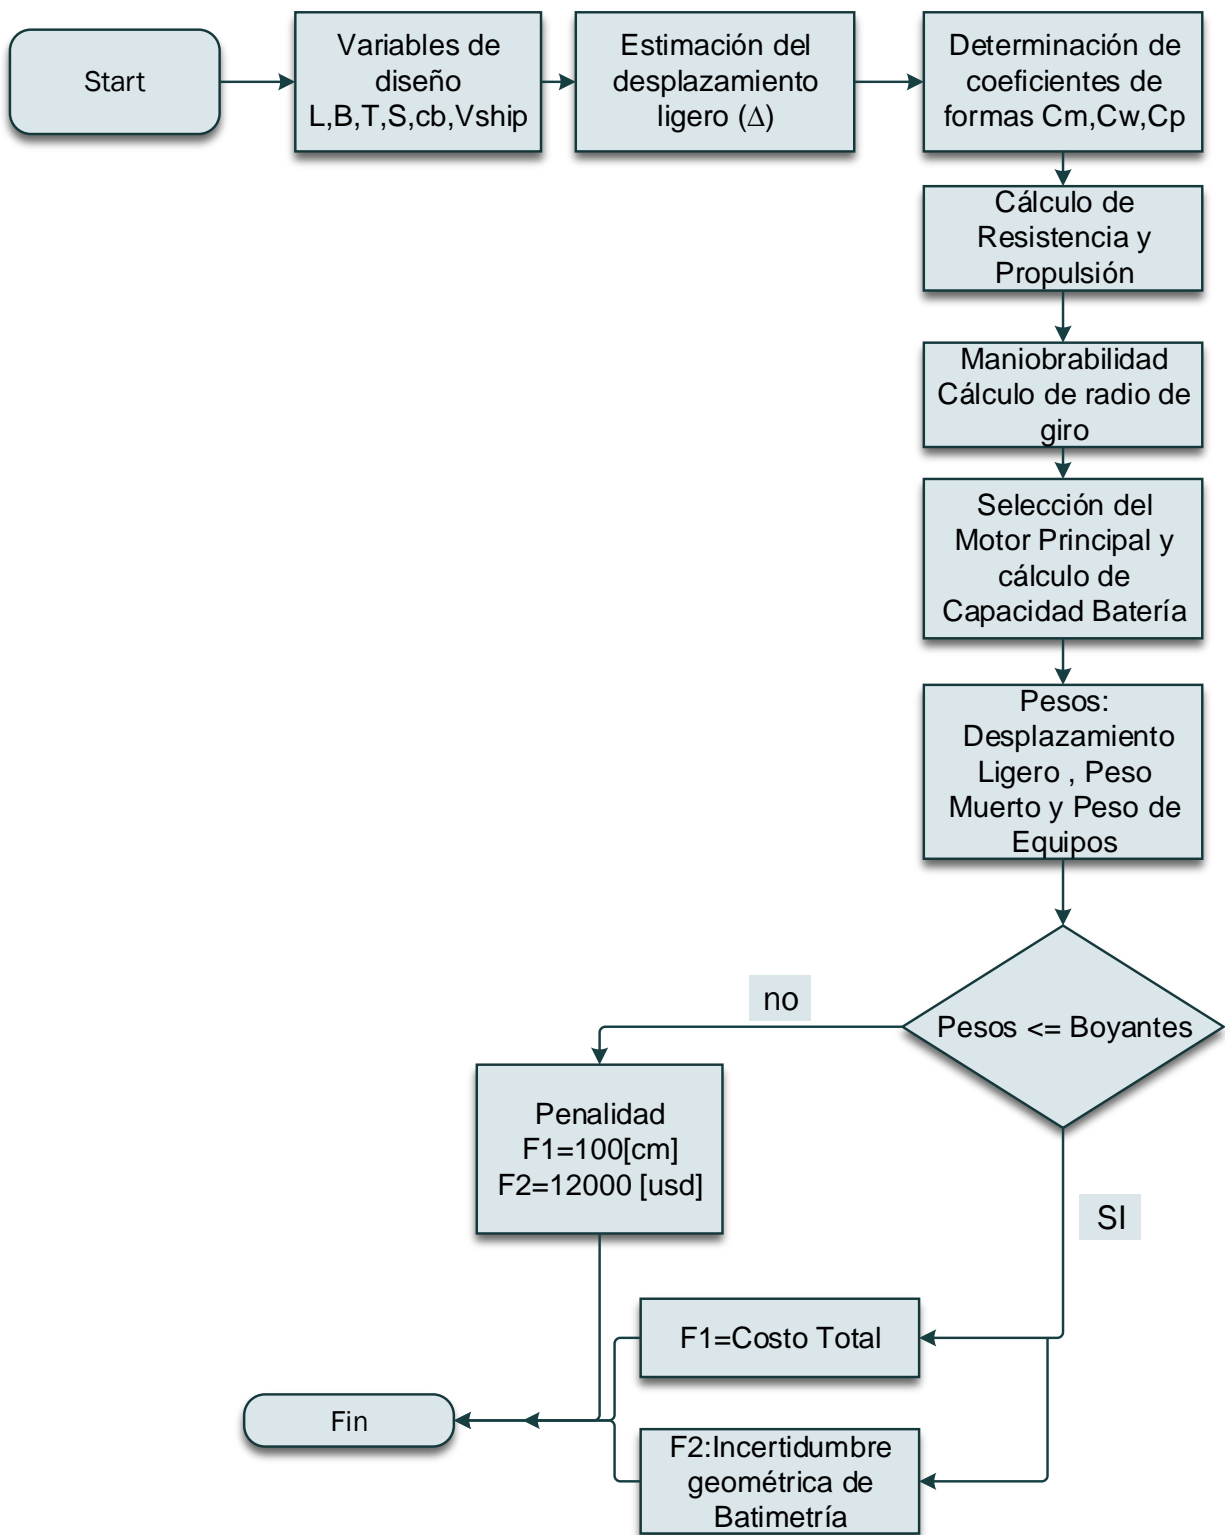 Start
Variables de
diseño
L,B,T,S,cb,Vship
Estimación del
desplazamiento
ligero (∆)
Determinación de
coeficientes de
formas Cm,Cw,Cp
Cálculo de
Resistencia y
Propulsión
Maniobrabilidad
Cálculo de radio de
giro
Selección del
Motor Principal y
cálculo de
Capacidad Batería
Pesos:
Desplazamiento
Ligero , Peso
Muerto y Peso de
Equipos
Pesos <= Boyantes
no
Penalidad
F1=100[cm]
F2=12000 [usd]
SI
F1=Costo Total
F2:Incertidumbre
geométrica de
Batimetría
Fin